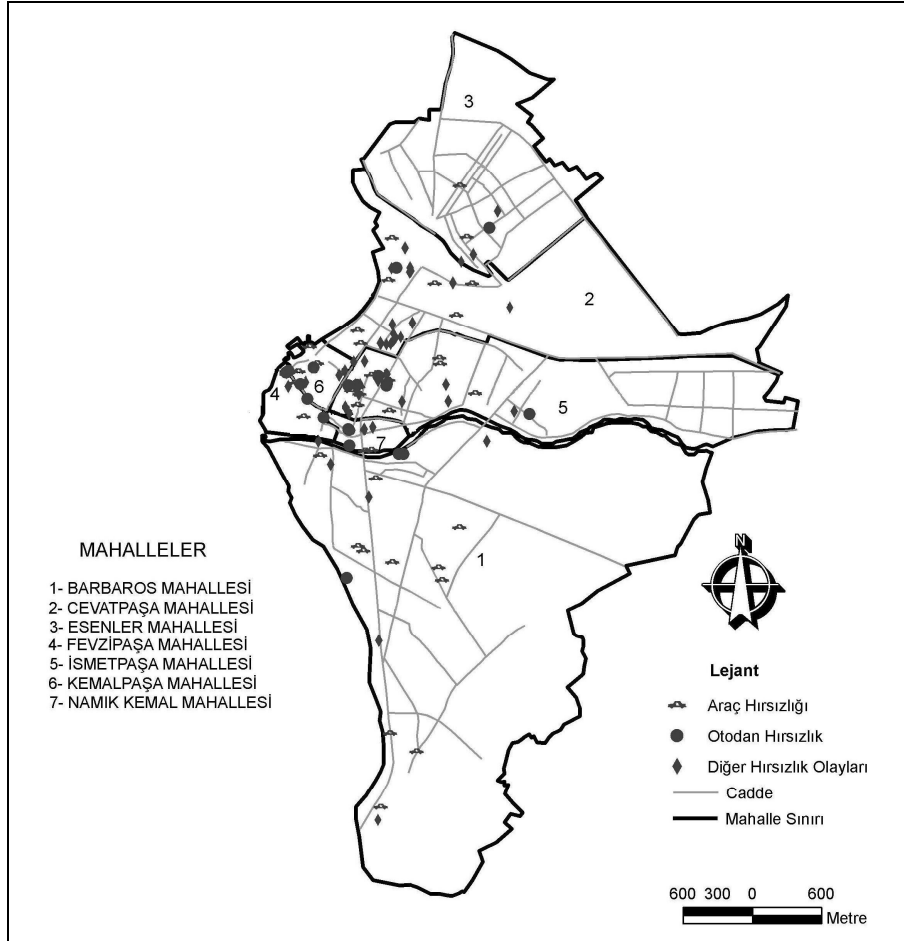 3
2
4
6
5
7
1
MAHALLELER
1- BARBAROS MAHALLESİ
2- CEVATPAŞA MAHALLESİ
3- ESENLER MAHALLESİ
4- FEVZİPAŞA MAHALLESİ
5- İSMETPAŞA MAHALLESİ
6- KEMALPAŞA MAHALLESİ
7- NAMIK KEMAL MAHALLESİ
N
Lejant
Araç Hırsızlığı
Otodan Hırsızlık
Diğer Hırsızlık Olayları
Cadde
Mahalle Sınırı
600 300 0 600
Metre